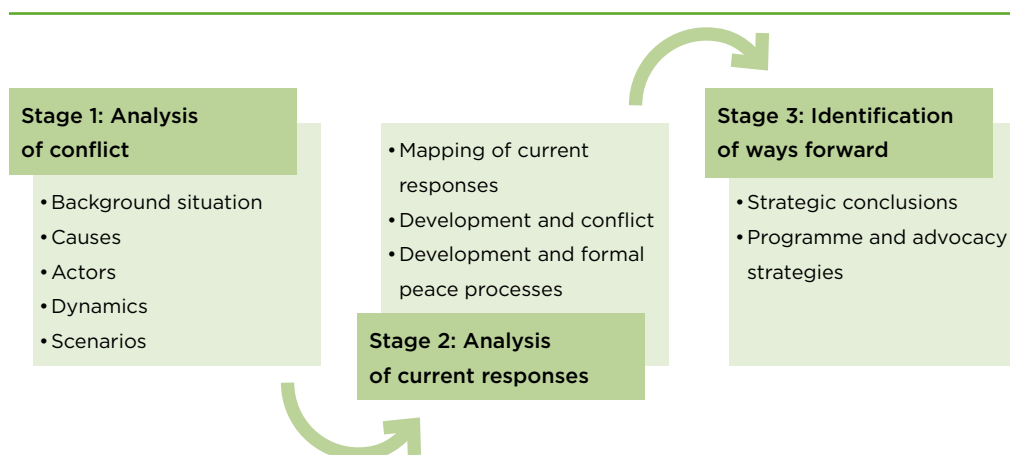 Stage 1: Analysis
of conflict
• Background situation
• Causes
• Actors
• Dynamics
• Scenarios
• Mapping of current
responses
• Development and conflict
• Development and formal
peace processes
Stage 2: Analysis
of current responses
Stage 3: Identification
of ways forward
• Strategic conclusions
• Programme and advocacy
strategies